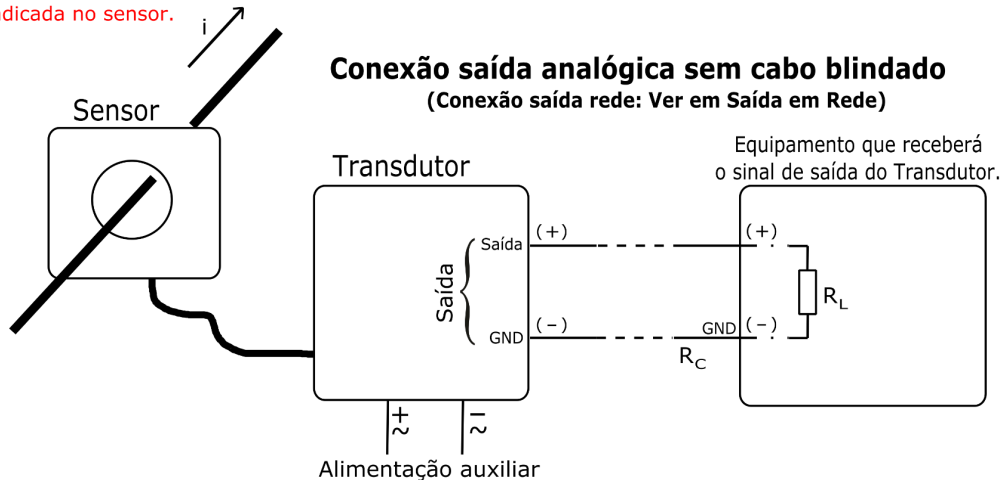 indicada no sensor.
i
Conexão saída analógica sem cabo blindado
(Conexão saída rede: Ver em Saída em Rede)
Sensor
Transdutor
Equipamento que receberá
o sinal de saída do Transdutor.
Saída
(+)
(+)
Saída
RL
GND
(-)
GND
(-)
RC
+
~
-
~
Alimentação auxiliar